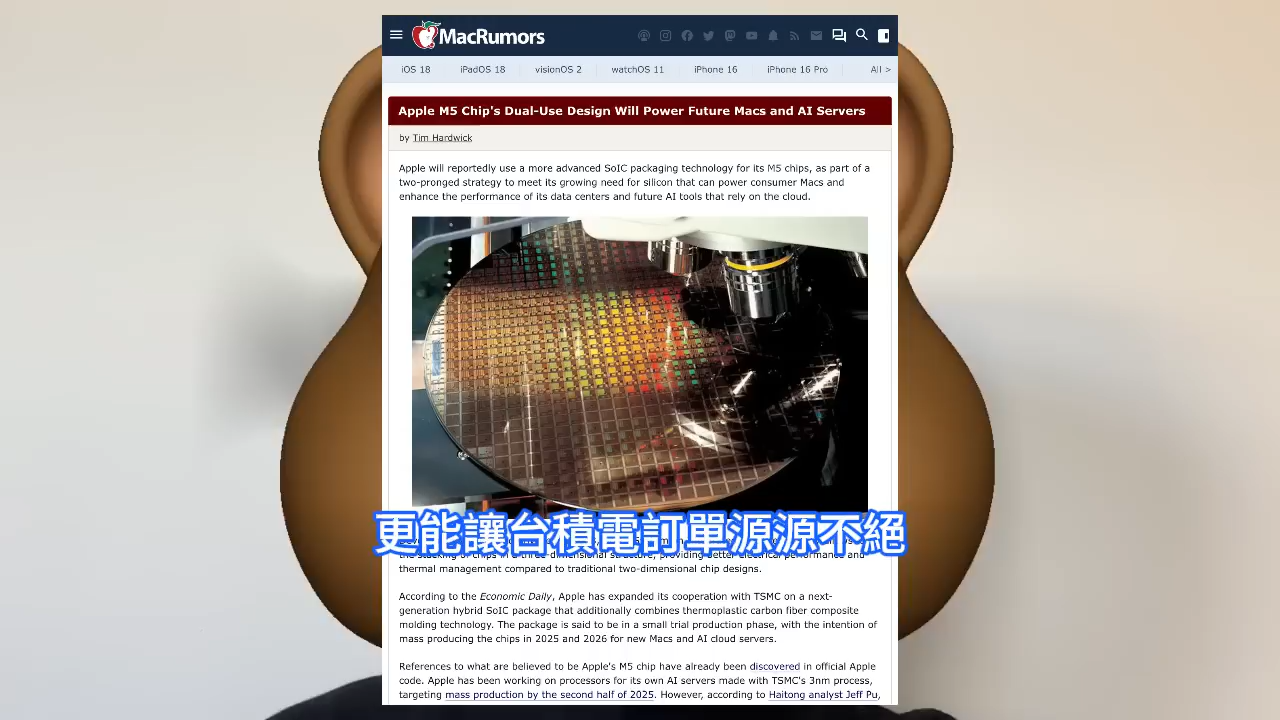 MacRumors
iOS 18
iPadOS 18
visionOS 2
watchOS 11
iPhone 16
iPhone 16 Pro
All >
Apple M5 Chip's Dual-Use Design Will Power Future Macs and AI Servers
by Tim Hardwick
Apple will reportedly use a more advanced SoIC packaging technology for its M5 chips, as part of a
two-pronged strategy to meet its growing need for silicon that can power consumer Macs and
enhance the performance of its data centers and future AI tools that rely on the cloud.
更能讓台積電訂單源源不絕
thermal management compared to traditional two-dimensional chip designs.
According to the Economic Daily, Apple has expanded its cooperation with TSMC on a next-
generation hybrid SoIC package that additionally combines thermoplastic carbon fiber composite
molding technology. The package is said to be in a small trial production phase, with the intention of
mass producing the chips in 2025 and 2026 for new Macs and AI cloud servers.
References to what are believed to be Apple's M5 chip have already been discovered in official Apple
code. Apple has been working on processors for its own AI servers made with TSMC's 3nm process,
targeting mass production by the second half of 2025. However, according to Haitong analyst Jeff Pu,